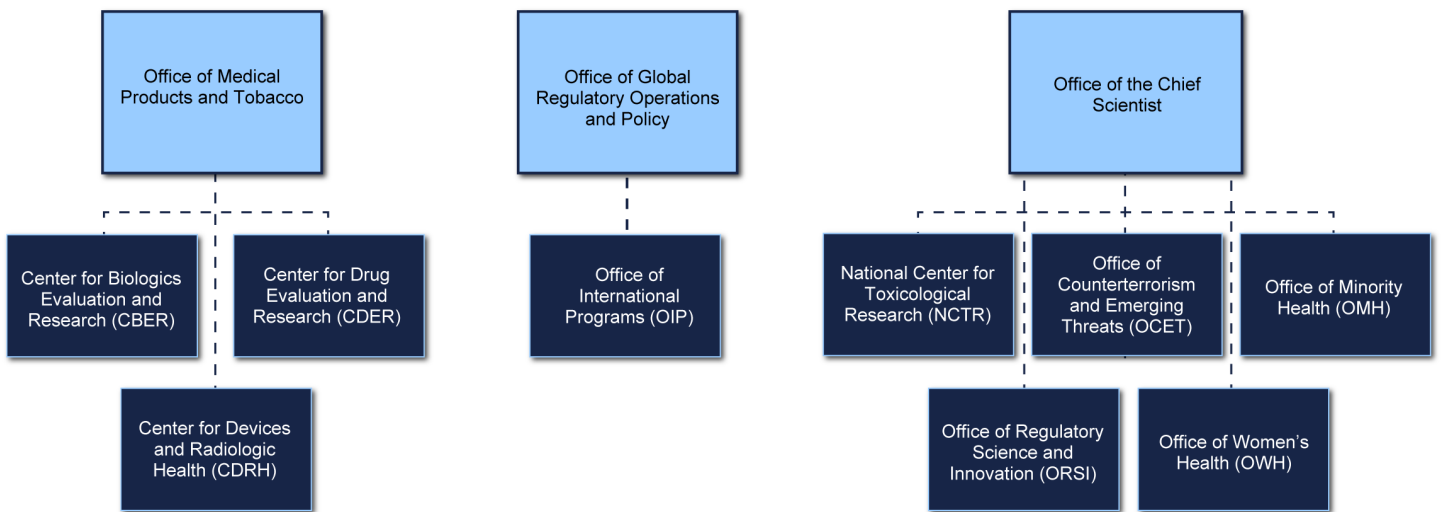 Office of Medical
Products and Tobacco
Office of Global
Regulatory Operations
and Policy
Office of the Chief
Scientist
Center for Biologics
Evaluation and
Research (CBER)
Center for Drug
Evaluation and
Research (CDER)
Office of
International
Programs (OIP)
National Center for
Toxicological
Research (NCTR)
Office of
Counterterrorism
and Emerging
Threats (OCET)
Office of Minority
Health (OMH)
Center for Devices
and Radiologic
Health (CDRH)
Office of Regulatory
Science and
Innovation (ORSI)
Office of Women’s
Health (OWH)